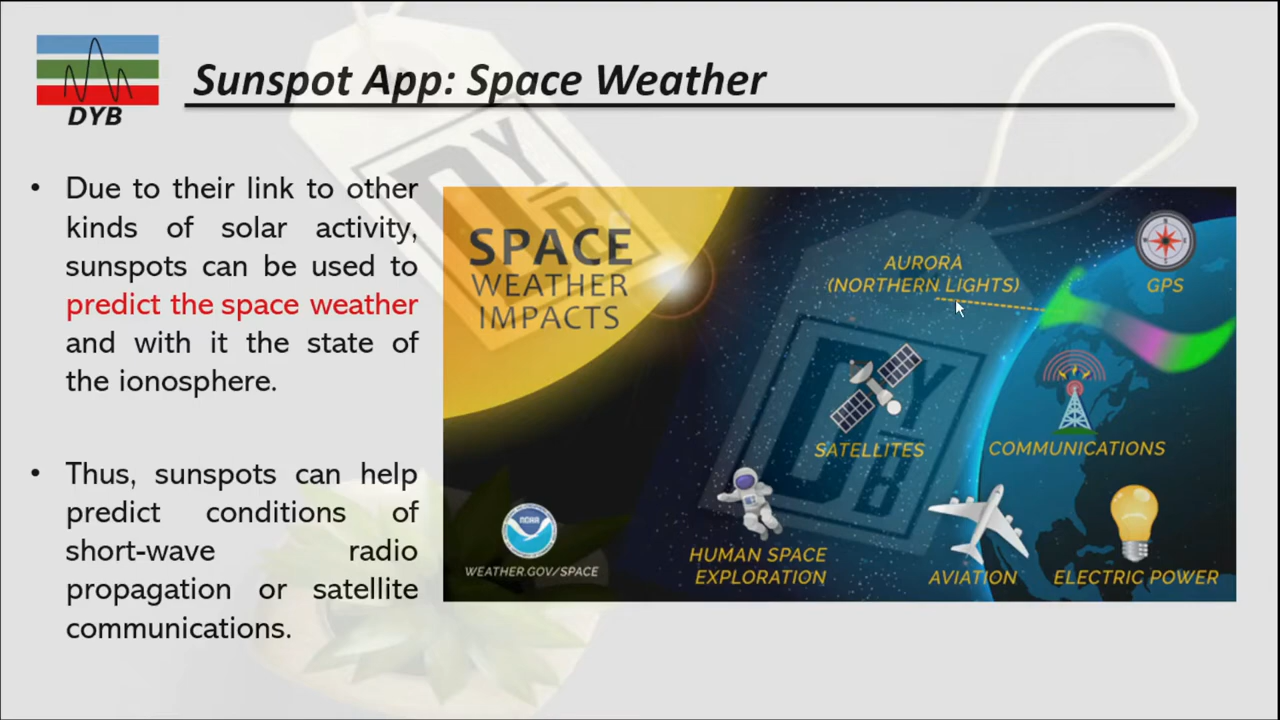 DYB
Sunspot App: Space Weather
• Due to their link to other
kinds of solar activity,
sunspots can be used to
predict the space weather
and with it the state of
the ionosphere.
• Thus, sunspots can help
predict conditions of
short-wave radio
propagation or satellite
communications.
SPACE
WEATHER
IMPACTS
AURORA
(NORTHERN LIGHTS)
GPS
SATELLITES
COMMUNICATIONS
NOAA
WEATHER.GOV/SPACE
HUMAN SPACE
EXPLORATION
AVIATION
ELECTRIC POWER
DYB
DYB